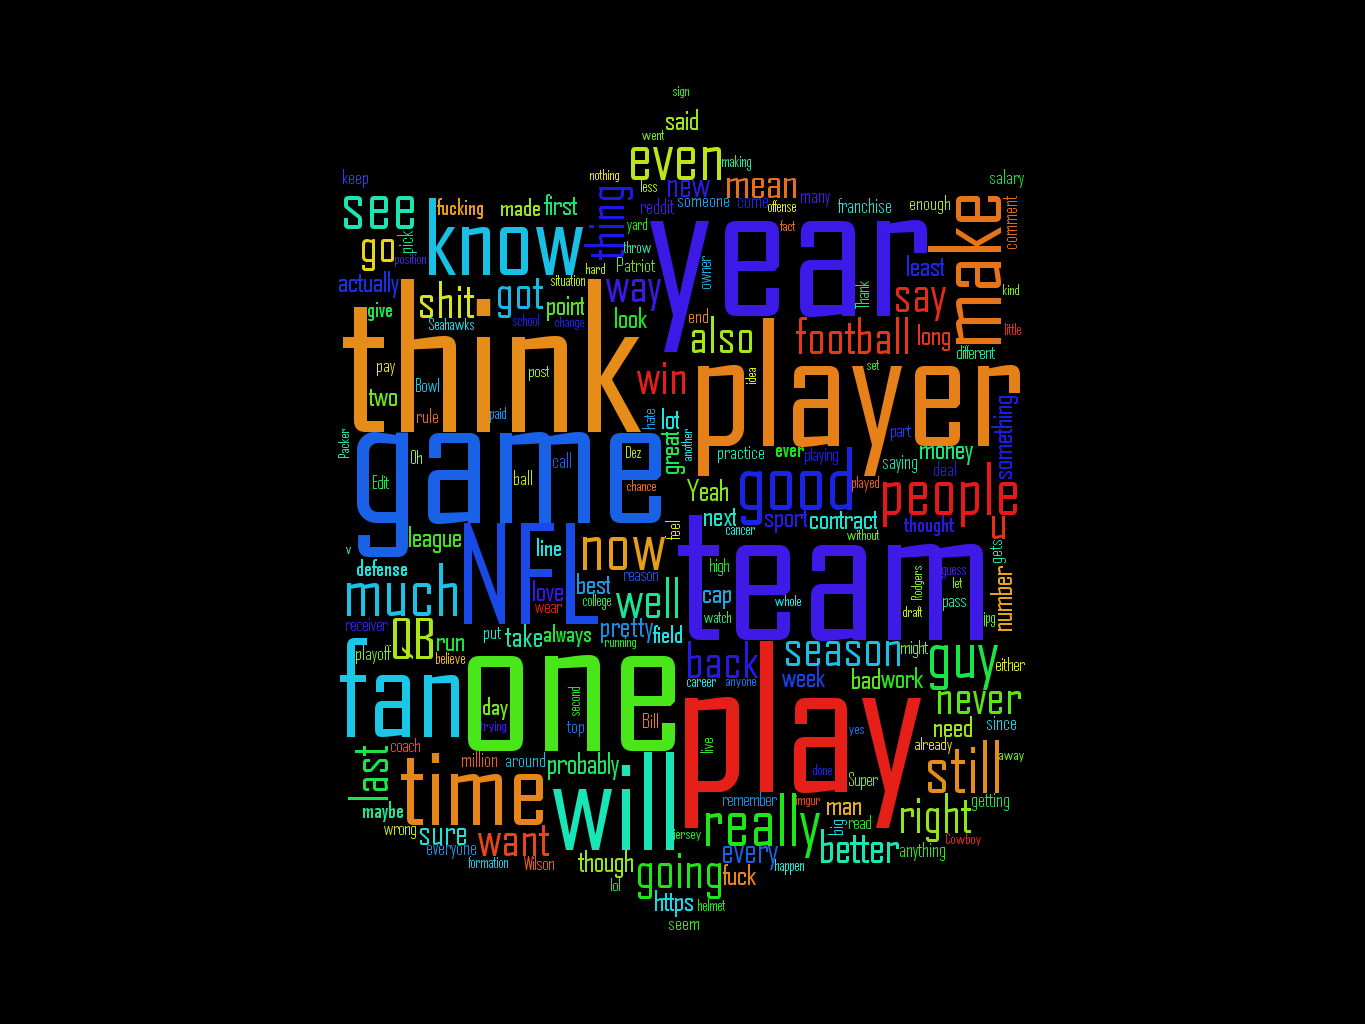 sign
said
went
even
making
nothing
less
new
mean
keep
salary
thing
reddit
someone
come
offense
many
franchise
enough
see
know
fucking
made
first
yard
year
fact
make
comment
go
pick
position
throw
Patriot
hard
owner
least
actually
shit
got
situation
way
Thank
say
kind
give
Seahawks
school
point
change
look
end
also
football
long
little
different
think
player
pay
post
win
idea
set
two
Bowl
rule
paid
hate
lot
something
Packer
game
Oh
Dez
great
another
practice
ever
playing
part
saying
money
deal
call
Edit
ball
chance
Yeah
good
played
people
u
league
NFL
line
now
feel
next
cancer
sport
contract
thought
without
gets
v
defense
team
high
Rodgers
guess
let
much
love
wear
best
reason
college
well
cap
whole
watch
draft
pass
jpg
number
receiver
QB
run
put
take
always
pretty
field
running
playoff
believe
back
season
might
guy
either
fan
one
career
anyone
week
bad
work
never
day
second
trying
top
Bill
live
play
yes
need
since
last
coach
million
around
probably
done
Super
already
still
away
time
will
maybe
remember
imgur
man
getting
wrong
sure
everyone
want
jersey
really
big
read
right
Cowboy
formation
Wilson
though
going
every
happen
better
anything
lol
fuck
https
helmet
seem